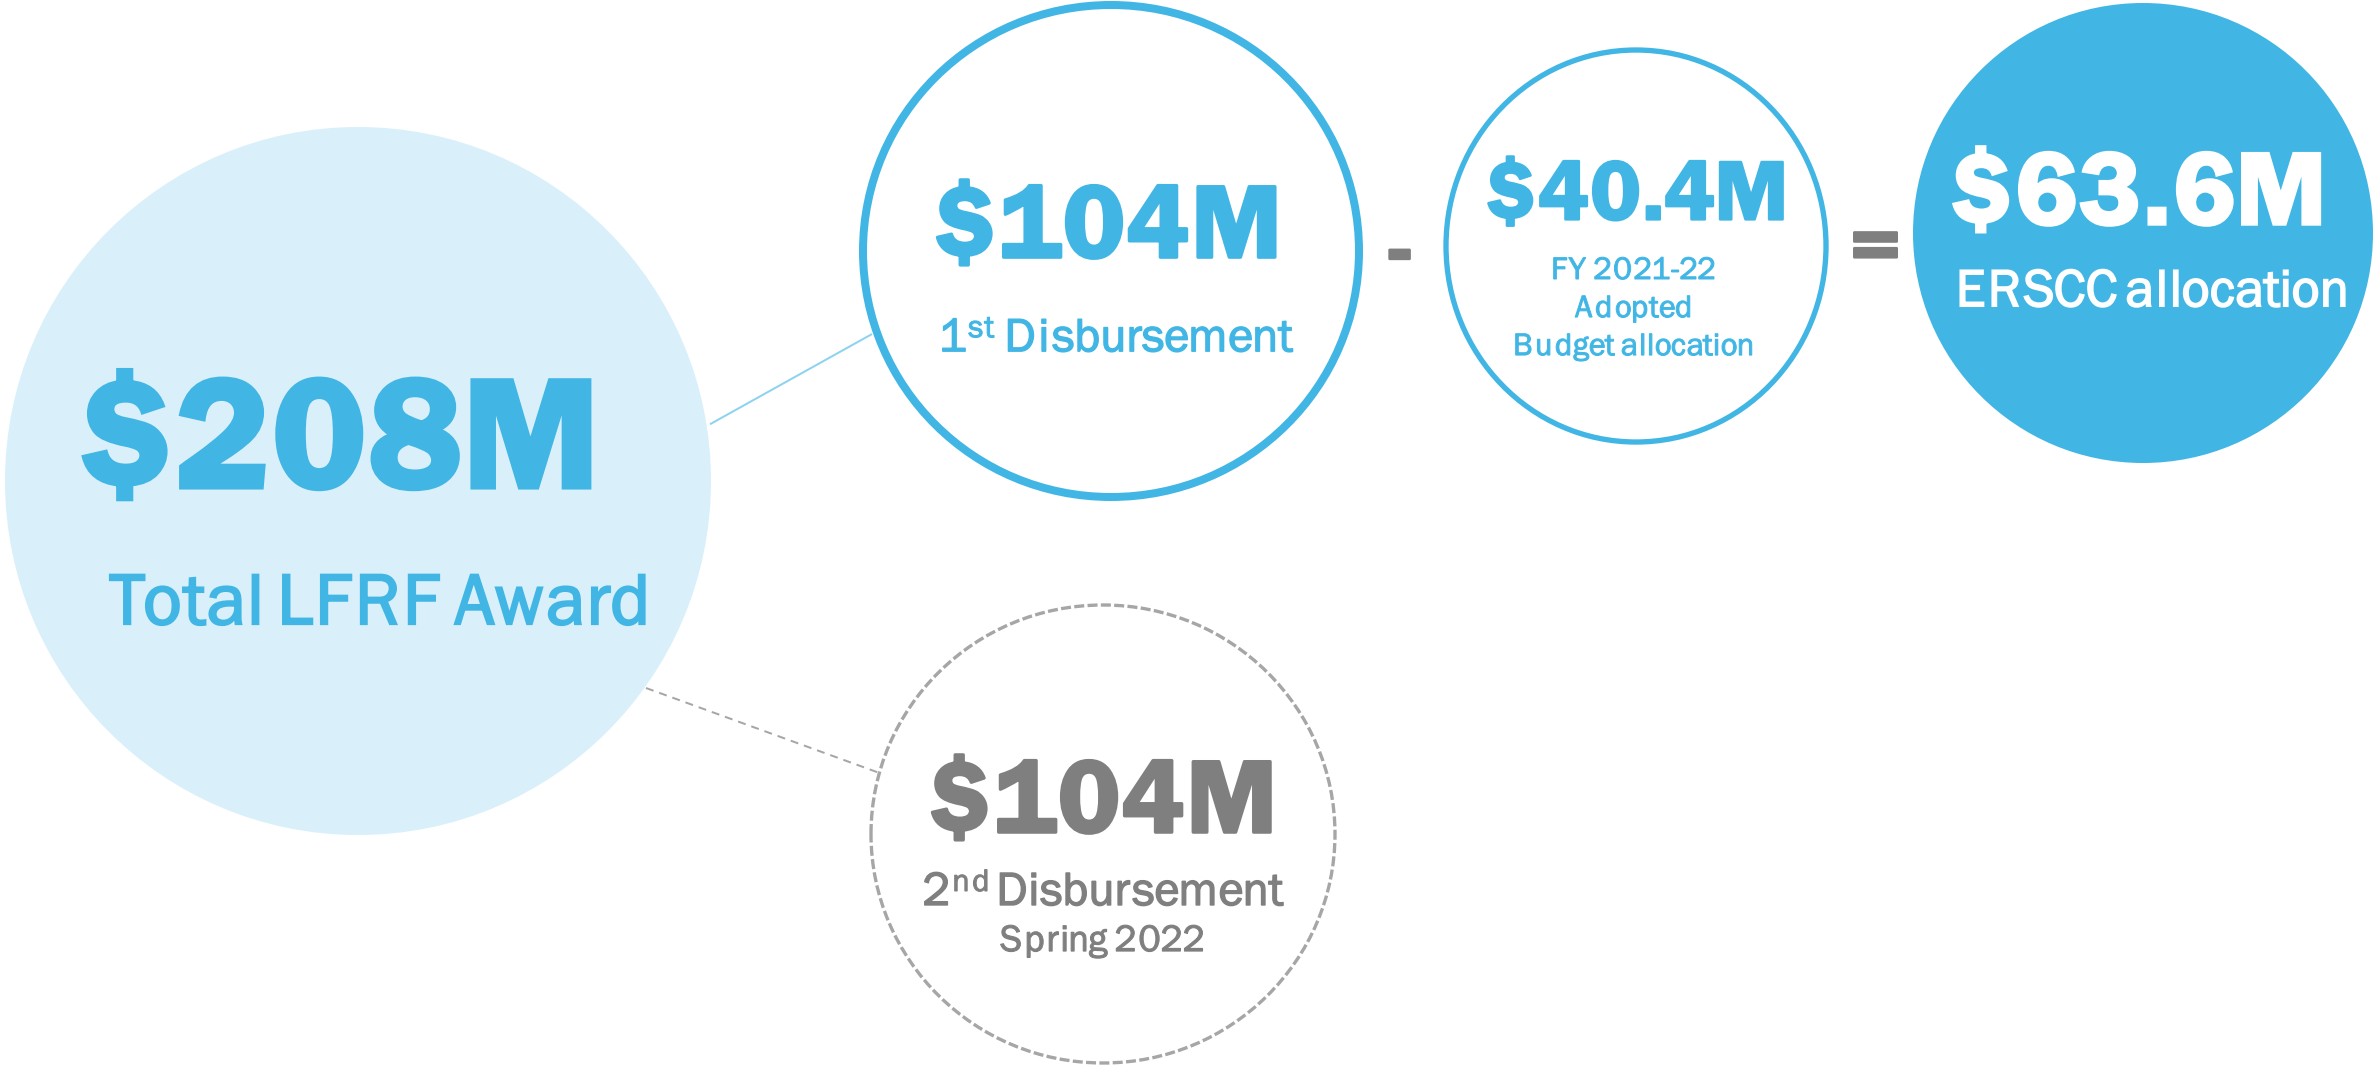 $208M
Total LFRF Award
$104M
1st Disbursement
-
$40.4M
FY 2021-22
Adopted
Budget allocation
=
$63.6M
ERSCC allocation
$104M
2nd Disbursement
Spring 2022